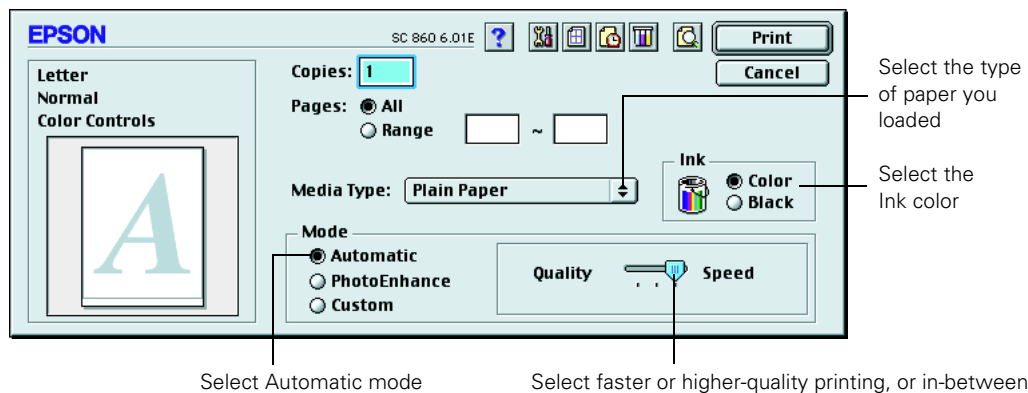 EPSON
SC 860 6.01E
?
Print
Letter
Normal
Color Controls
A
Copies: 1
Cancel
Pages: All
Range ~
Media Type: Plain Paper
Ink
Color
Black
Mode
Automatic
PhotoEnhance
Custom
Quality Speed
Select the type
of paper you
loaded
Select the
Ink color
Select Automatic mode
Select faster or higher-quality printing, or in-between